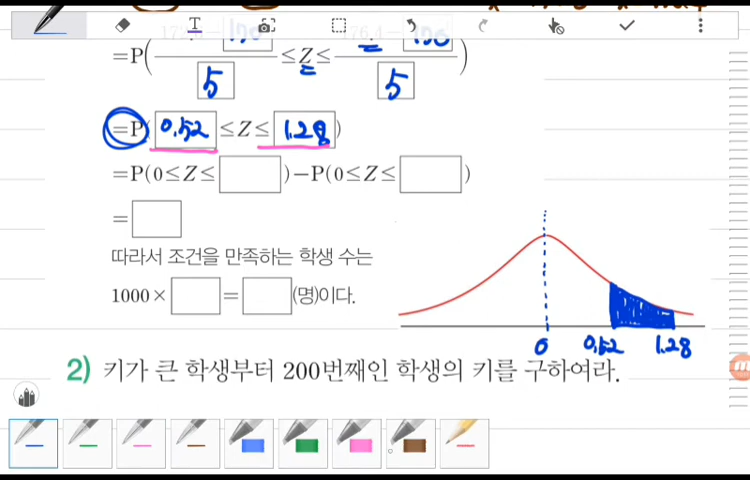 =P( ≤Z≤ )
5 5
=P( 0.52 ≤Z≤ 1.28 )
=P(0≤Z≤ )−P(0≤Z≤ )
=
따라서 조건을 만족하는 학생 수는
1000× = (명)이다.
0 0.52 1.28
2) 키가 큰 학생부터 200번째인 학생의 키를 구하여라.